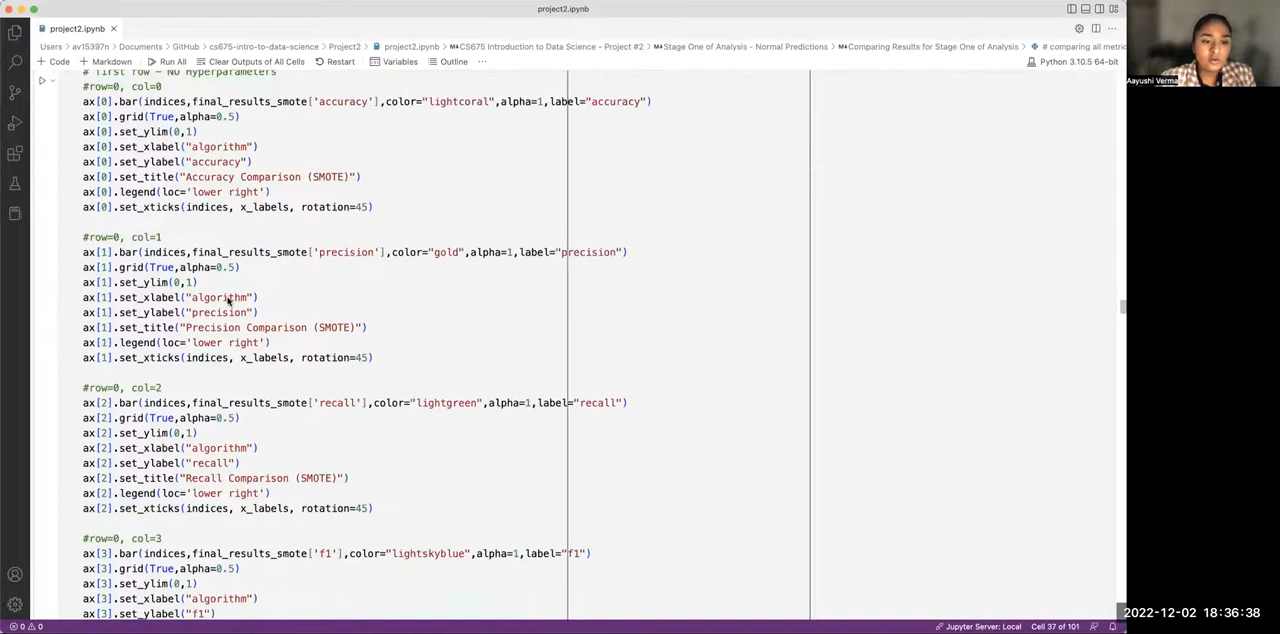 project2.ipynb
project2.ipynb
Users > av15397n > Documents > GitHub > cs675-intro-to-data-science > Project2 > project2.ipynb > M↓CS675 Introduction to Data Science - Project #2 > M↓Stage One of Analysis - Normal Predictions > M↓Comparing Results for Stage One of Analysis > # comparing all metric
+ Code + Markdown Run All Clear Outputs of All Cells Restart Variables Outline ... Python 3.10.5 64-bit
Aayushi Verma
# first row – NO Hyperparameters
#row=0, col=0
ax[0].bar(indices,final_results_smote['accuracy'],color="lightcoral",alpha=1,label="accuracy")
ax[0].grid(True,alpha=0.5)
ax[0].set_ylim(0,1)
ax[0].set_xlabel("algorithm")
ax[0].set_ylabel("accuracy")
ax[0].set_title("Accuracy Comparison (SMOTE)")
ax[0].legend(loc='lower right')
ax[0].set_xticks(indices, x_labels, rotation=45)
#row=0, col=1
ax[1].bar(indices,final_results_smote['precision'],color="gold",alpha=1,label="precision")
ax[1].grid(True,alpha=0.5)
ax[1].set_ylim(0,1)
ax[1].set_xlabel("algorithm")
ax[1].set_ylabel("precision")
ax[1].set_title("Precision Comparison (SMOTE)")
ax[1].legend(loc='lower right')
ax[1].set_xticks(indices, x_labels, rotation=45)
#row=0, col=2
ax[2].bar(indices,final_results_smote['recall'],color="lightgreen",alpha=1,label="recall")
ax[2].grid(True,alpha=0.5)
ax[2].set_ylim(0,1)
ax[2].set_xlabel("algorithm")
ax[2].set_ylabel("recall")
ax[2].set_title("Recall Comparison (SMOTE)")
ax[2].legend(loc='lower right')
ax[2].set_xticks(indices, x_labels, rotation=45)
#row=0, col=3
ax[3].bar(indices,final_results_smote['f1'],color="lightskyblue",alpha=1,label="f1")
ax[3].grid(True,alpha=0.5)
ax[3].set_ylim(0,1)
ax[3].set_xlabel("algorithm")
ax[3].set_ylabel("f1")
2022-12-02 18:36:38
0 0 Jupyter Server: Local Cell 37 of 101